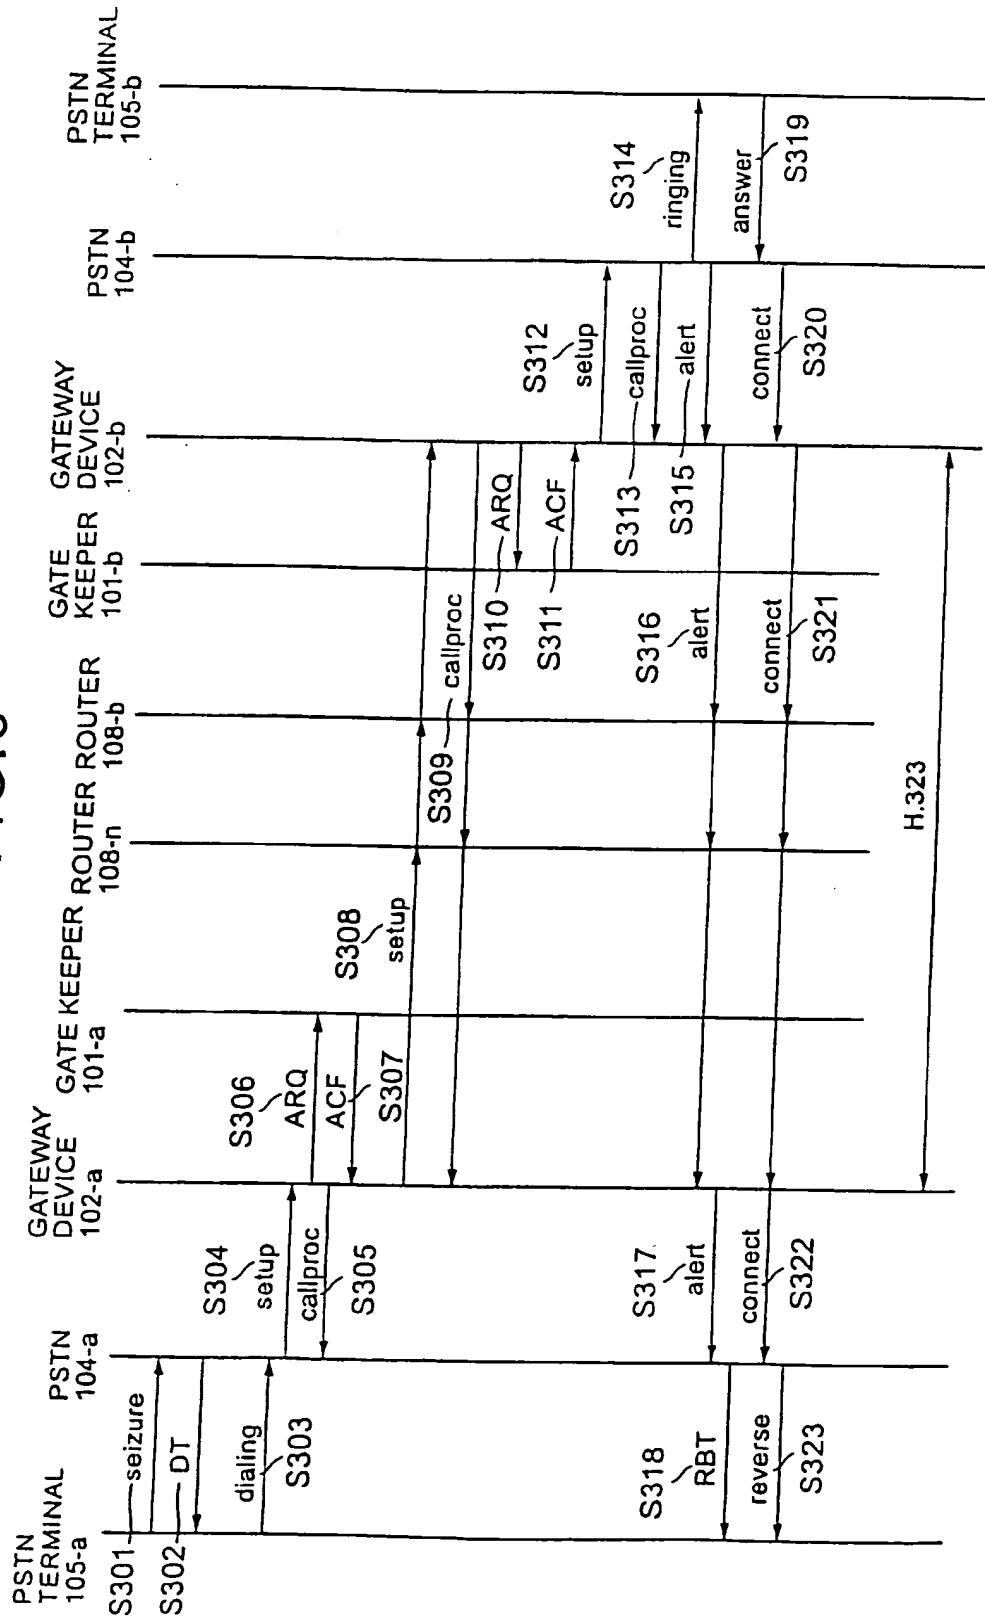 PSTN
TERMINAL
105-a
PSTN
104-a
GATEWAY
DEVICE
102-a
GATE KEEPER
101-a
ROUTER
108-n
ROUTER
108-b
GATE
KEEPER
101-b
GATEWAY
DEVICE
102-b
PSTN
104-b
PSTN
TERMINAL
105-b
S301
seizure
S302
DT
dialing
S303
S304
setup
callproc
S305
S306
ARQ
ACF
S307
S308
setup
S309
callproc
S310
ARQ
S311
ACF
S312
setup
S313
callproc
S314
ringing
S315
alert
S316
alert
S317
alert
S318
RBT
answer
S319
connect
S320
connect
S321
connect
S322
reverse
S323
H.323